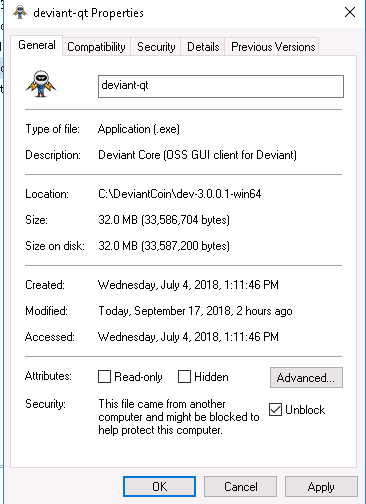 deviant-qt Properties
General Compatibility Security Details Previous Versions
deviant-qt
Type of file: Application (.exe)
Description: Deviant Core (OSS GUI client for Deviant)
Location: C:\DeviantCoin\dev-3.0.0.1-win64
Size: 32.0 MB (33,586,704 bytes)
Size on disk: 32.0 MB (33,587,200 bytes)
Created: Wednesday, July 4, 2018, 1:11:46 PM
Modified: Today, September 17, 2018, 2 hours ago
Accessed: Wednesday, July 4, 2018, 1:11:46 PM
Attributes: Read-only Hidden Advanced...
Security: This file came from another
computer and might be blocked to
help protect this computer.
Unblock
OK Cancel Apply